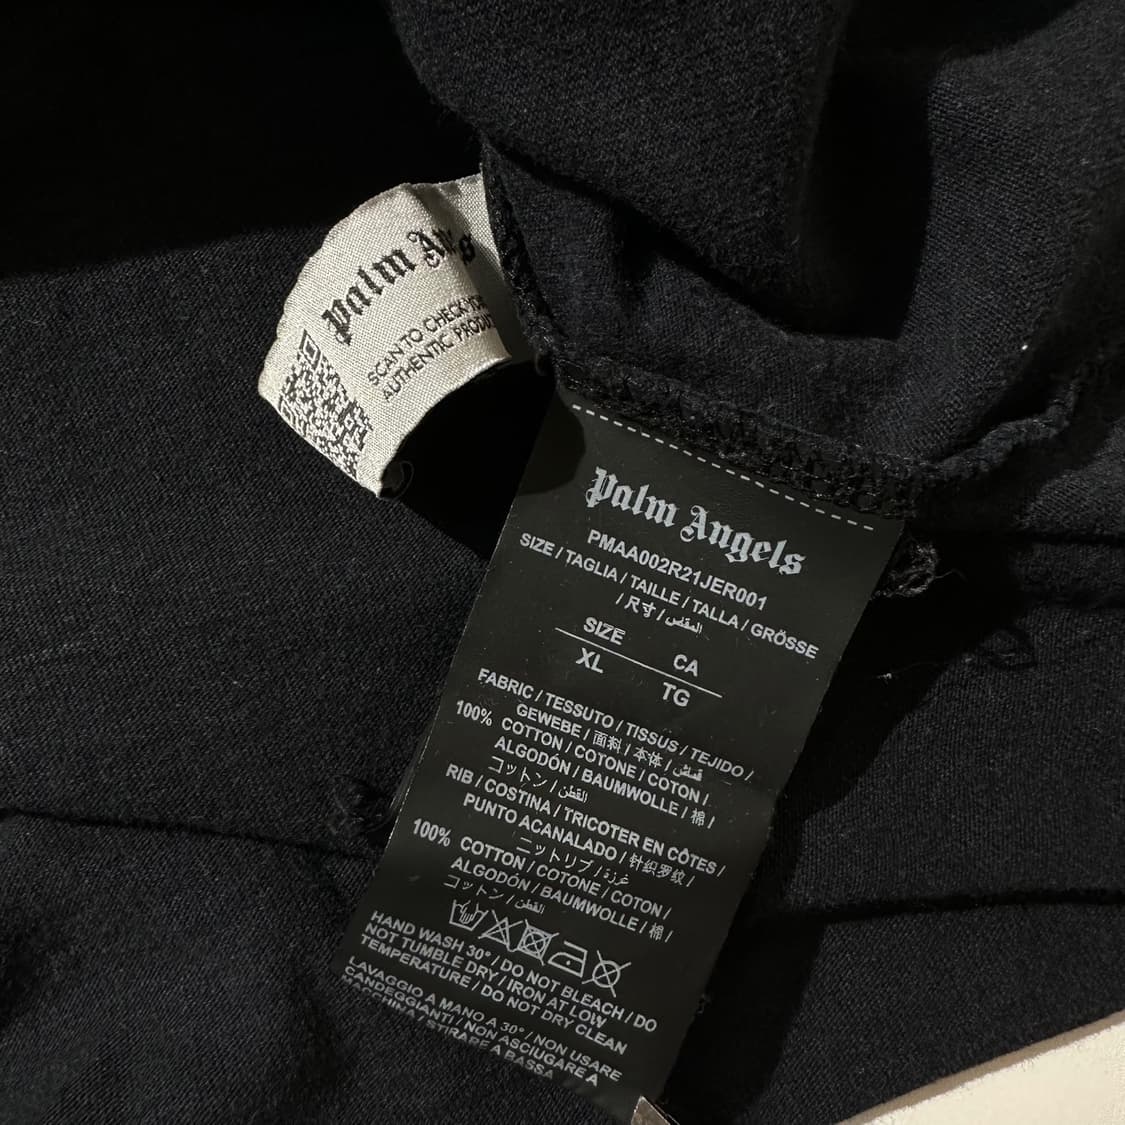 Palm Angels
SCAN TO CHECK YOUR
AUTHENTIC PRODU
Palm Angels
PMAA002R21JER001
SIZE / TAGLIA / TAILLE / TALLA / GRÖSSE
/ 尺寸 / المقاس
SIZE CA
XL TG
FABRIC / TESSUTO / TISSUS / TEJIDO /
GEWEBE / 面料 / 本体 / قماش
100% COTTON / COTONE / COTON /
ALGODÓN / BAUMWOLLE / 棉 /
コットン / القطن
RIB / COSTINA / TRICOTER EN CÔTES /
PUNTO ACANALADO / 针织罗纹 /
ニットリブ / غرزة
100% COTTON / COTONE / COTON /
ALGODÓN / BAUMWOLLE / 棉 /
コットン / القطن
HAND WASH 30° / DO NOT BLEACH / DO
NOT TUMBLE DRY / IRON AT LOW
TEMPERATURE / DO NOT DRY CLEAN
LAVAGGIO A MANO A 30° / NON USARE
CANDEGGIANTI / NON ASCIUGARE A
MACCHINA / STIRARE A BASSA